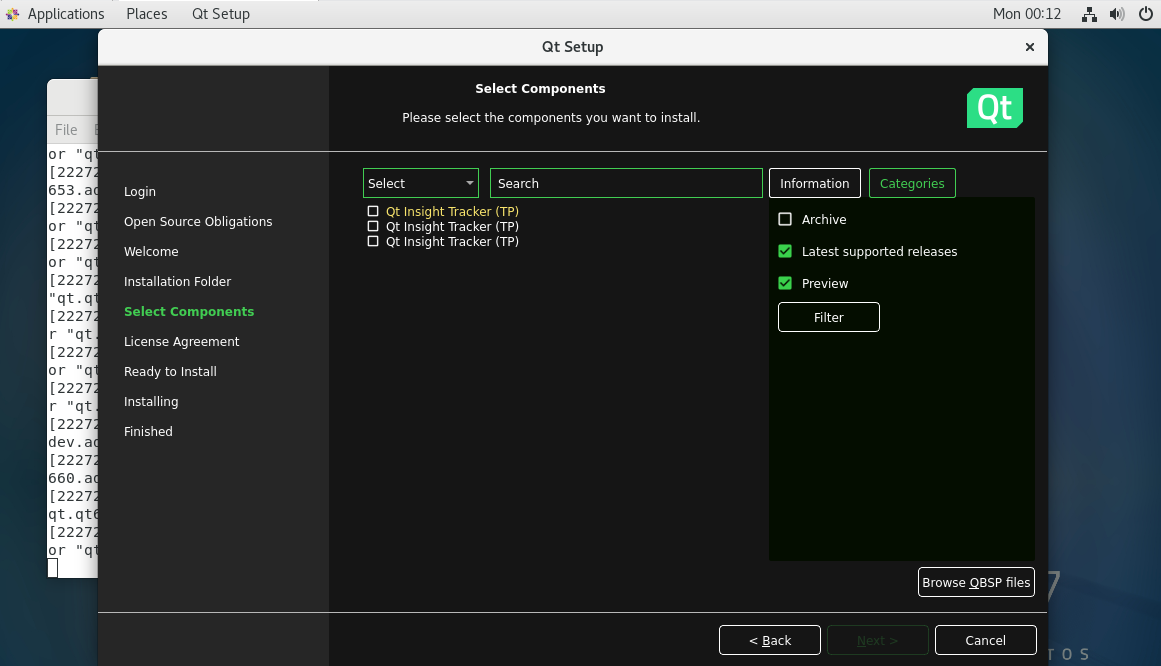 Applications Places Qt Setup Mon 00:12
Qt Setup
Select Components
Please select the components you want to install.
Qt
File
or "qt
[22272
653.ad
[22272
or "qt
[22272
or "qt
[22272
"qt.qt
[22272
r "qt.
[22272
or "qt
[22272
r "qt.
[22272
dev.ad
[22272
660.ad
[22272
qt.qt6
[22272
or "qt
Login
Open Source Obligations
Welcome
Installation Folder
Select Components
License Agreement
Ready to Install
Installing
Finished
Select Search Information Categories
Qt Insight Tracker (TP)
Qt Insight Tracker (TP)
Qt Insight Tracker (TP)
Archive
Latest supported releases
Preview
Filter
Browse QBSP files
7
< Back Next > Cancel
TOS